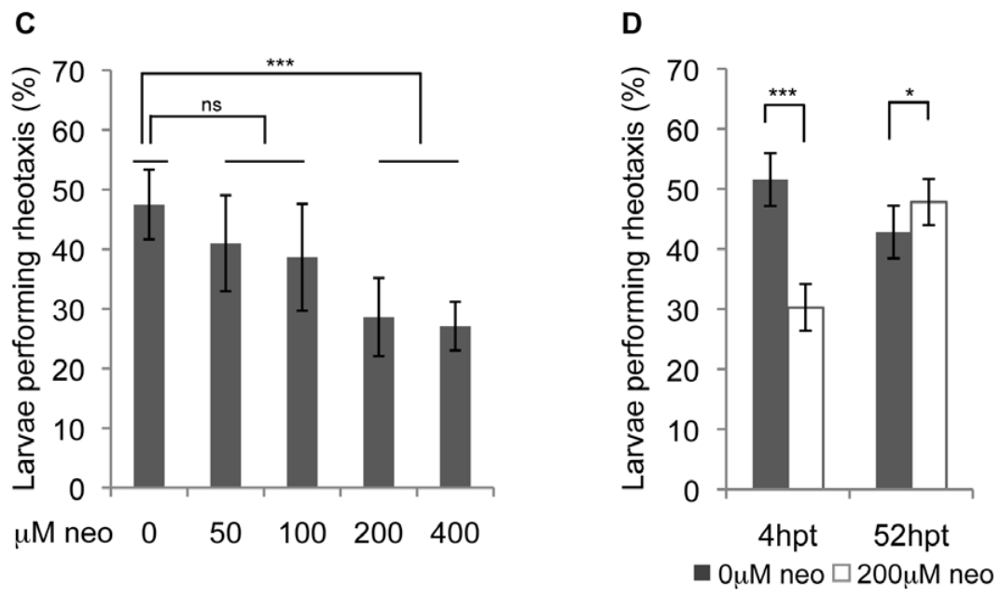 C
Larvae performing rheotaxis (%)
70
60
50
40
30
20
10
0
***
ns
μM neo 0 50 100 200 400
D
Larvae performing rheotaxis (%)
70
60
50
40
30
20
10
0
*** *
4hpt 52hpt
0μM neo 200μM neo